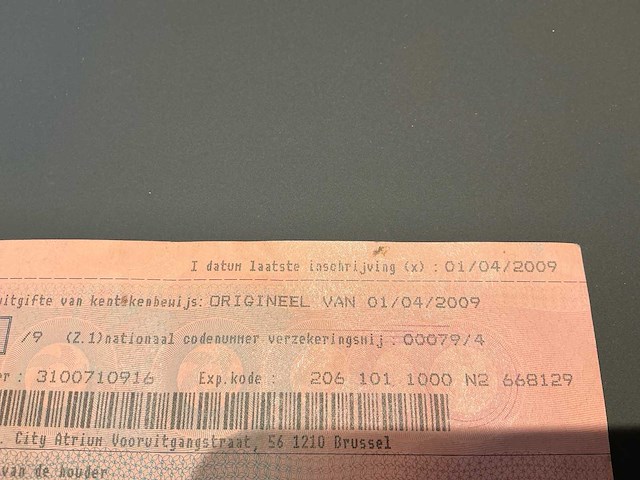 I datum laatste inschrijving (x) : 01/04/2009
uitgifte van kentekenbewijs: ORIGINEEL VAN 01/04/2009
/9 (Z.1)nationaal codenummer verzekeringsmij : 00079/4
er : 3100710916 Exp.kode : 206 101 1000 N2 668129
. City Atrium Vooruitgangstraat, 56 1210 Brussel
van de houder